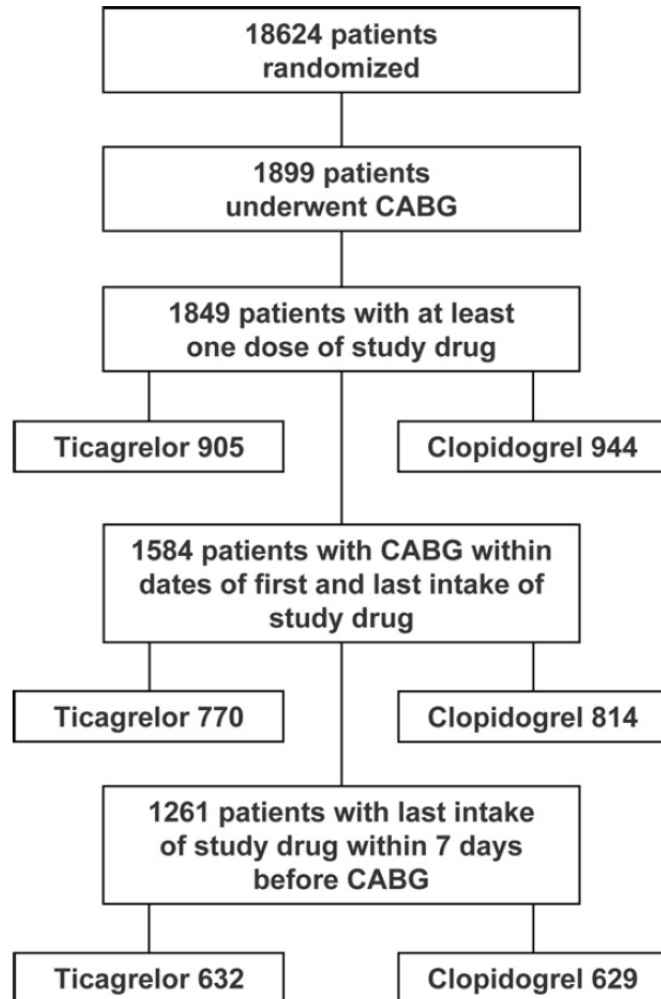 18624 patients
randomized
1899 patients
underwent CABG
1849 patients with at least
one dose of study drug
Ticagrelor 905
Clopidogrel 944
1584 patients with CABG within
dates of first and last intake of
study drug
Ticagrelor 770
Clopidogrel 814
1261 patients with last intake
of study drug within 7 days
before CABG
Ticagrelor 632
Clopidogrel 629